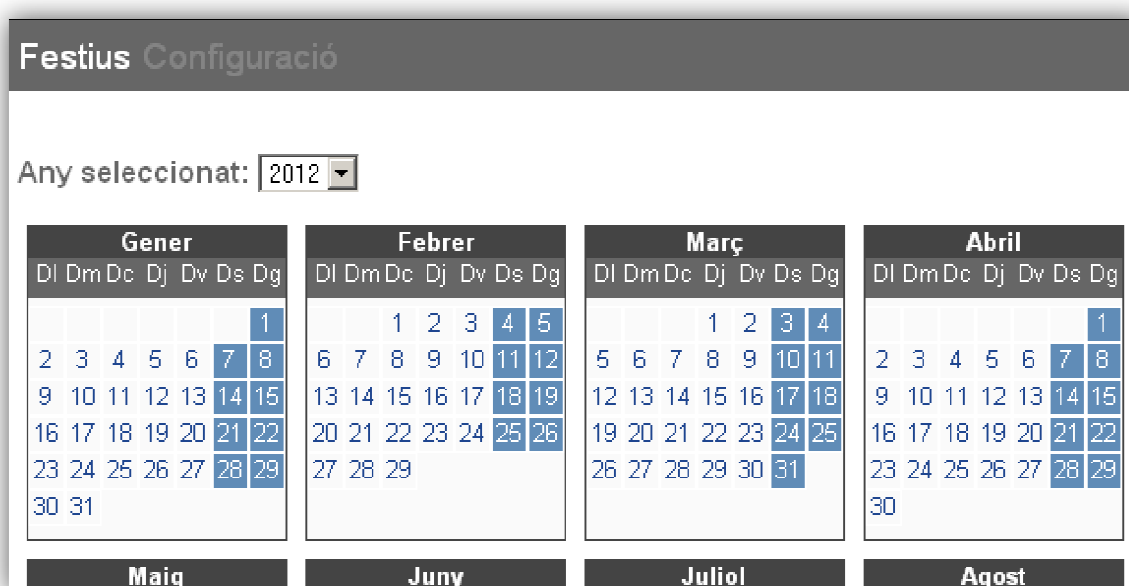 Festius Configuració
Any seleccionat: 2012
Gener Febrer Març Abril
Dl Dm Dc Dj Dv Ds Dg Dl Dm Dc Dj Dv Ds Dg Dl Dm Dc Dj Dv Ds Dg Dl Dm Dc Dj Dv Ds Dg
1 1 2 3 4 5 1 2 3 4 1
2 3 4 5 6 7 8 6 7 8 9 10 11 12 5 6 7 8 9 10 11 2 3 4 5 6 7 8
9 10 11 12 13 14 15 13 14 15 16 17 18 19 12 13 14 15 16 17 18 9 10 11 12 13 14 15
16 17 18 19 20 21 22 20 21 22 23 24 25 26 19 20 21 22 23 24 25 16 17 18 19 20 21 22
23 24 25 26 27 28 29 27 28 29 26 27 28 29 30 31 23 24 25 26 27 28 29
30 31 30
Maig Juny Juliol Agost